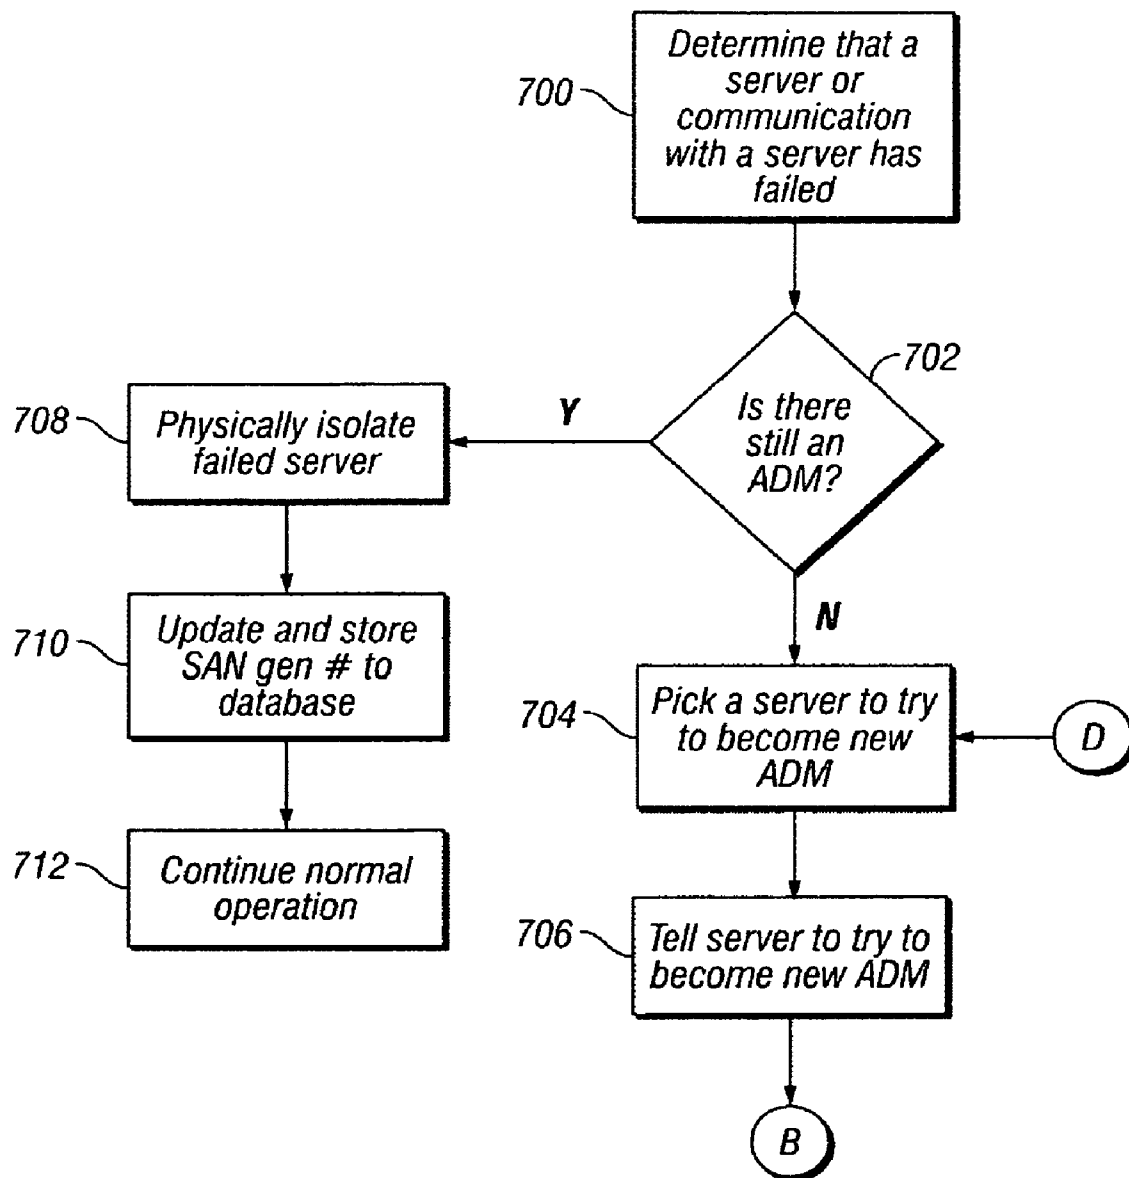 700
Determine that a
server or
communication
with a server has
failed
702
Is there
still an
ADM?
Y
N
708
Physically isolate
failed server
710
Update and store
SAN gen # to
database
712
Continue normal
operation
704
Pick a server to try
to become new
ADM
D
706
Tell server to try to
become new ADM
B